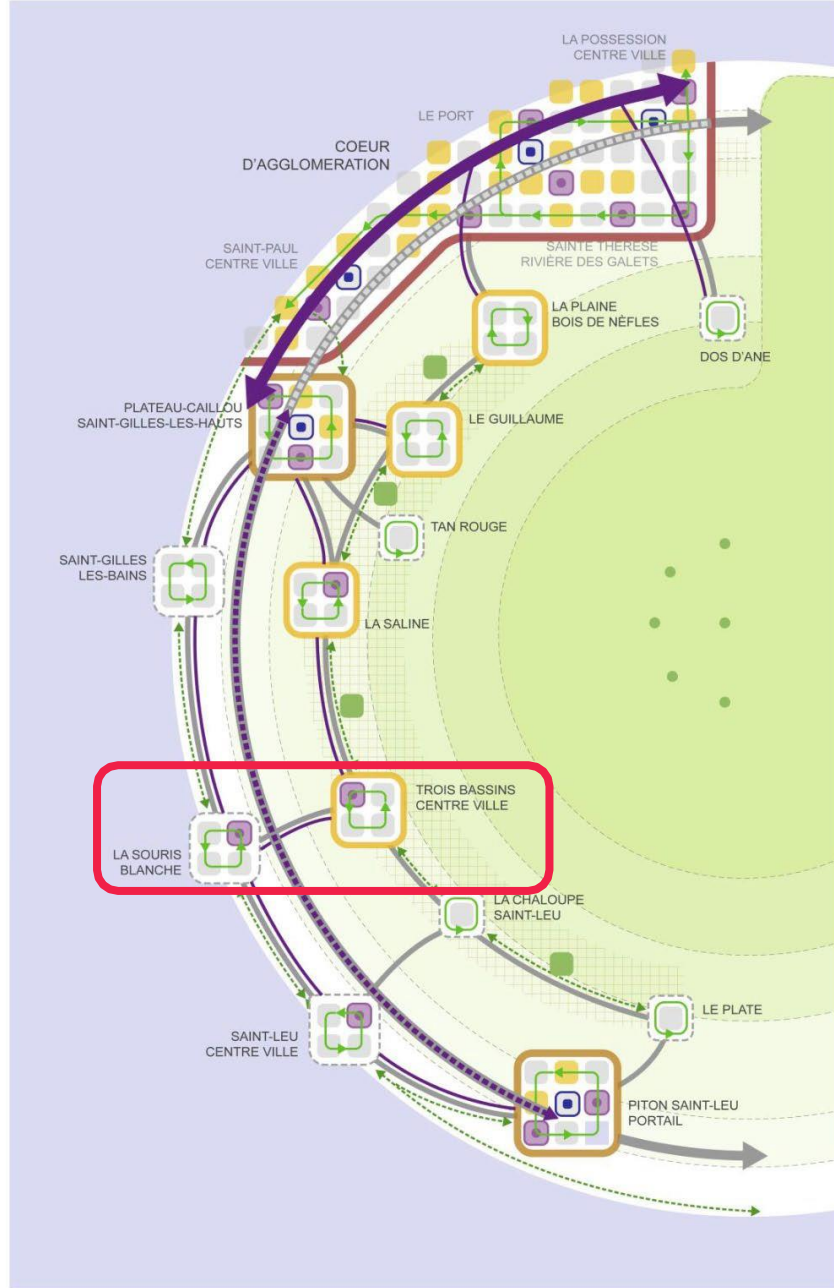 LA POSSESSION
CENTRE VILLE
LE PORT
COEUR
D'AGGLOMERATION
SAINT-PAUL
CENTRE VILLE
SAINTE THERESE
RIVIÈRE DES GALETS
LA PLAINE
BOIS DE NÈFLES
DOS D'ANE
PLATEAU-CAILLOU
SAINT-GILLES-LES-HAUTS
LE GUILLAUME
TAN ROUGE
SAINT-GILLES
LES-BAINS
LA SALINE
TROIS BASSINS
CENTRE VILLE
LA SOURIS
BLANCHE
LA CHALOUPE
SAINT-LEU
LE PLATE
SAINT-LEU
CENTRE VILLE
PITON SAINT-LEU
PORTAIL